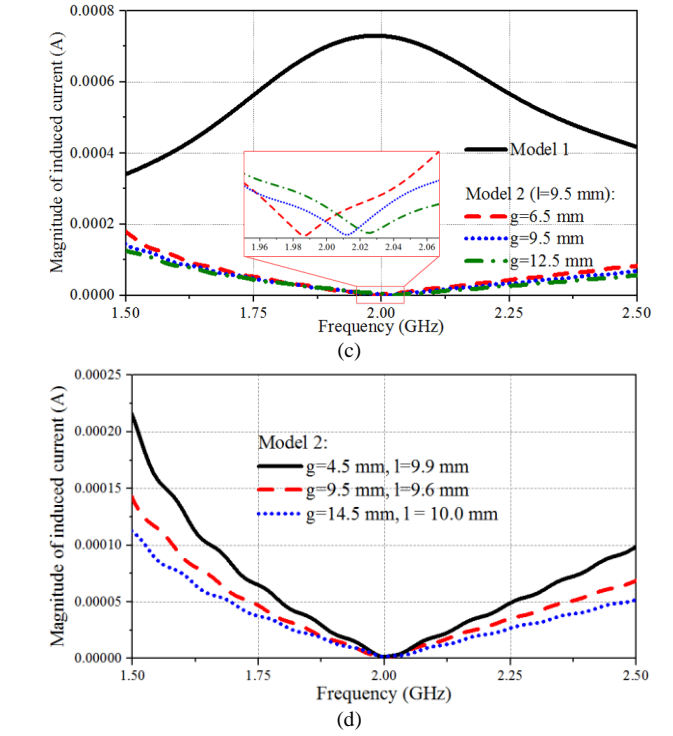 0.0008
0.0006
0.0004
0.0002
0.0000
Magnitude of induced current (A)
Model 1
Model 2 (l=9.5 mm):
g=6.5 mm
g=9.5 mm
g=12.5 mm
1.96 1.98 2.00 2.02 2.04 2.06
1.50 1.75 2.00 2.25 2.50
Frequency (GHz)
(c)
0.00025
0.00020
0.00015
0.00010
0.00005
0.00000
Magnitude of induced current (A)
Model 2:
g=4.5 mm, l=9.9 mm
g=9.5 mm, l=9.6 mm
g=14.5 mm, l = 10.0 mm
1.50 1.75 2.00 2.25 2.50
Frequency (GHz)
(d)